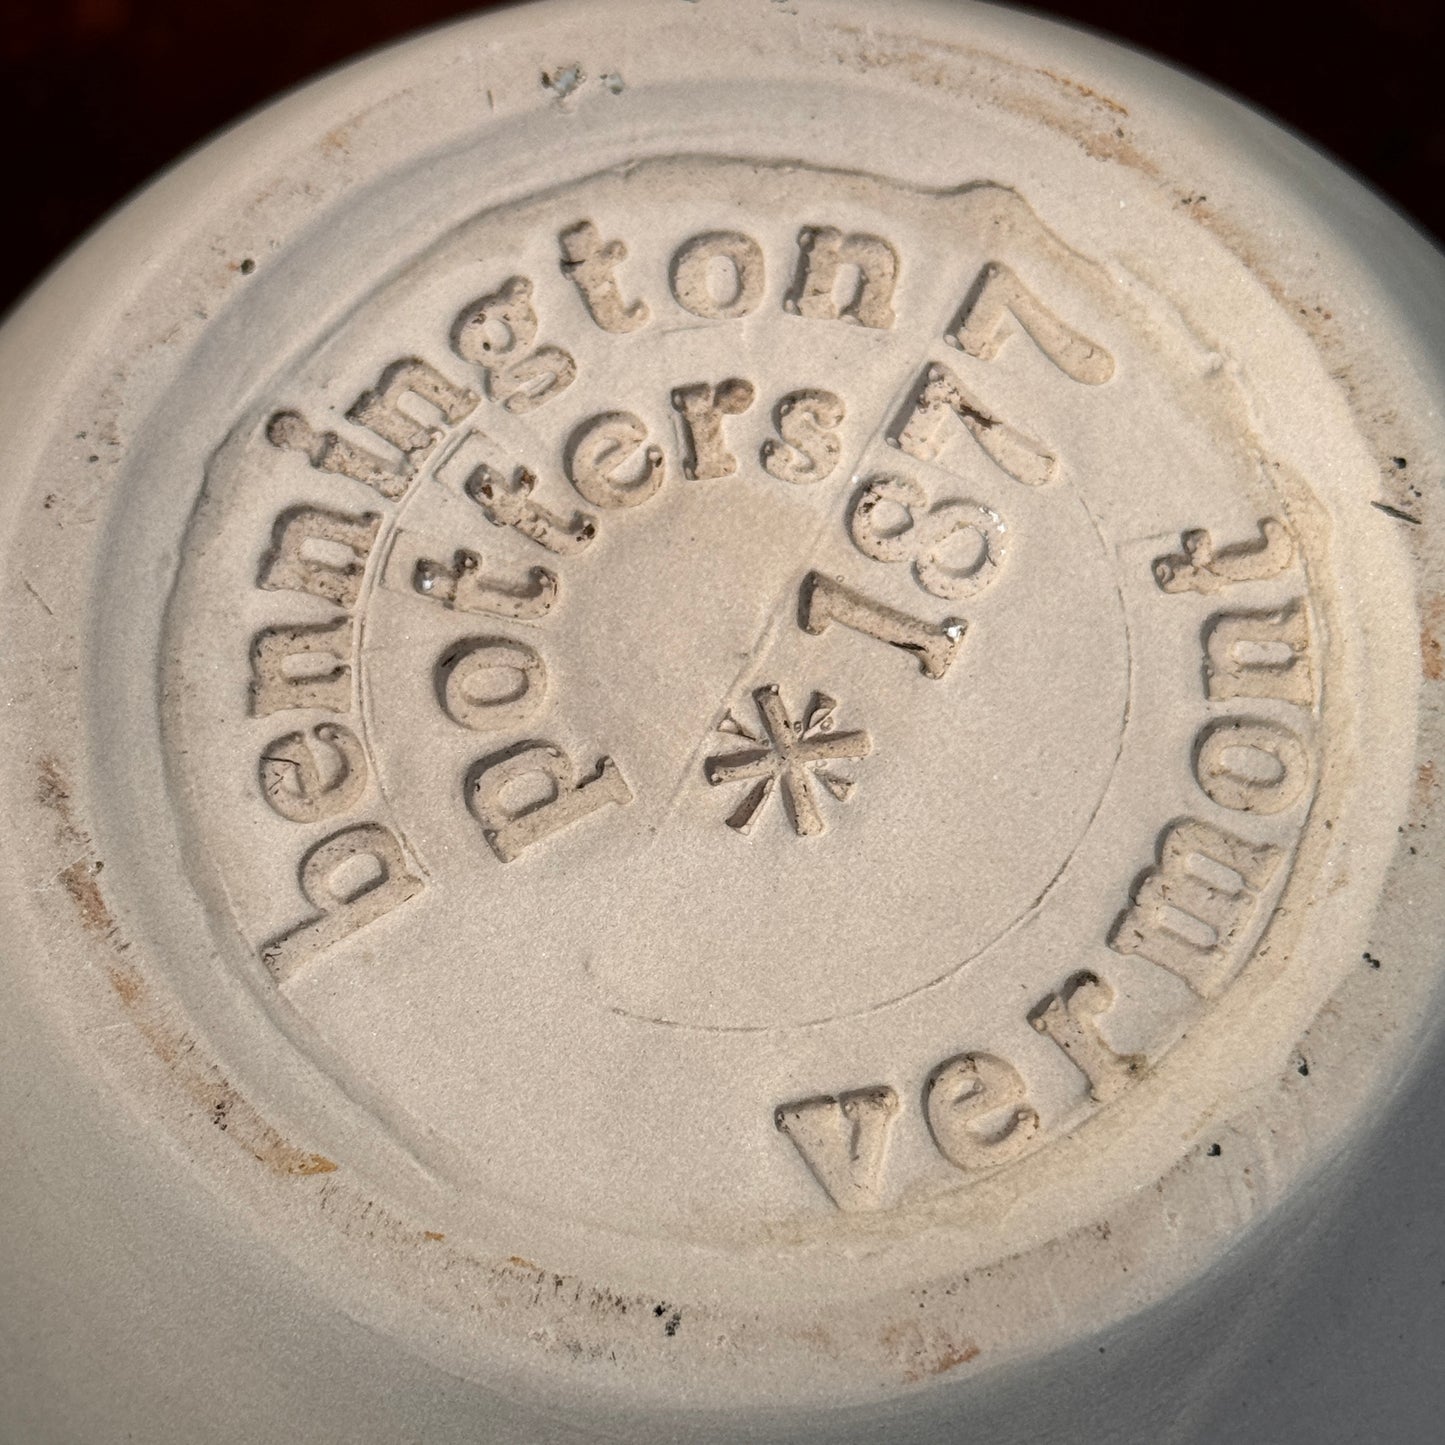 bennington
potters
* 1877
vermont